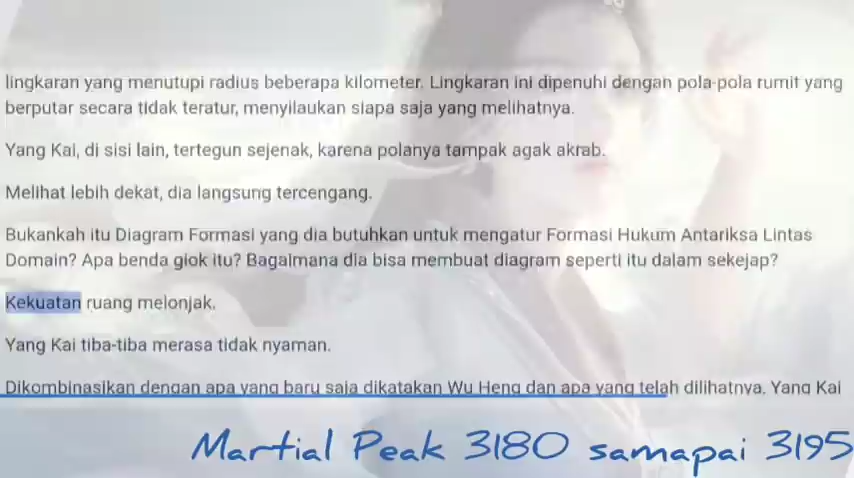 lingkaran yang menutupi radius beberapa kilometer. Lingkaran ini dipenuhi dengan pola-pola rumit yang
berputar secara tidak teratur, menyilaukan siapa saja yang melihatnya.
Yang Kai, di sisi lain, tertegun sejenak, karena polanya tampak agak akrab.
Melihat lebih dekat, dia langsung tercengang.
Bukankah itu Diagram Formasi yang dia butuhkan untuk mengatur Formasi Hukum Antariksa Lintas
Domain? Apa benda giok itu? Bagaimana dia bisa membuat diagram seperti itu dalam sekejap?
Kekuatan ruang melonjak.
Yang Kai tiba-tiba merasa tidak nyaman.
Dikombinasikan dengan apa yang baru saja dikatakan Wu Heng dan apa yang telah dilihatnya, Yang Kai
Martial Peak 3180 samapai 3195